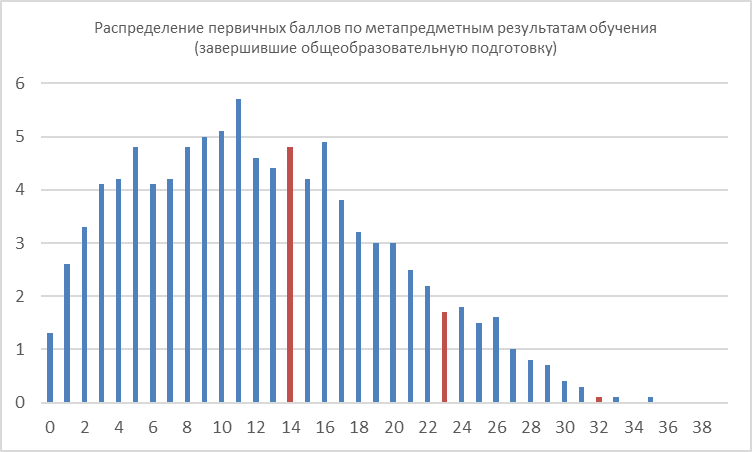 Распределение первичных баллов по метапредметным результатам обучения
(завершившие общеобразовательную подготовку)
6
5
4
3
2
1
0
0 2 4 6 8 10 12 14 16 18 20 22 24 26 28 30 32 34 36 38